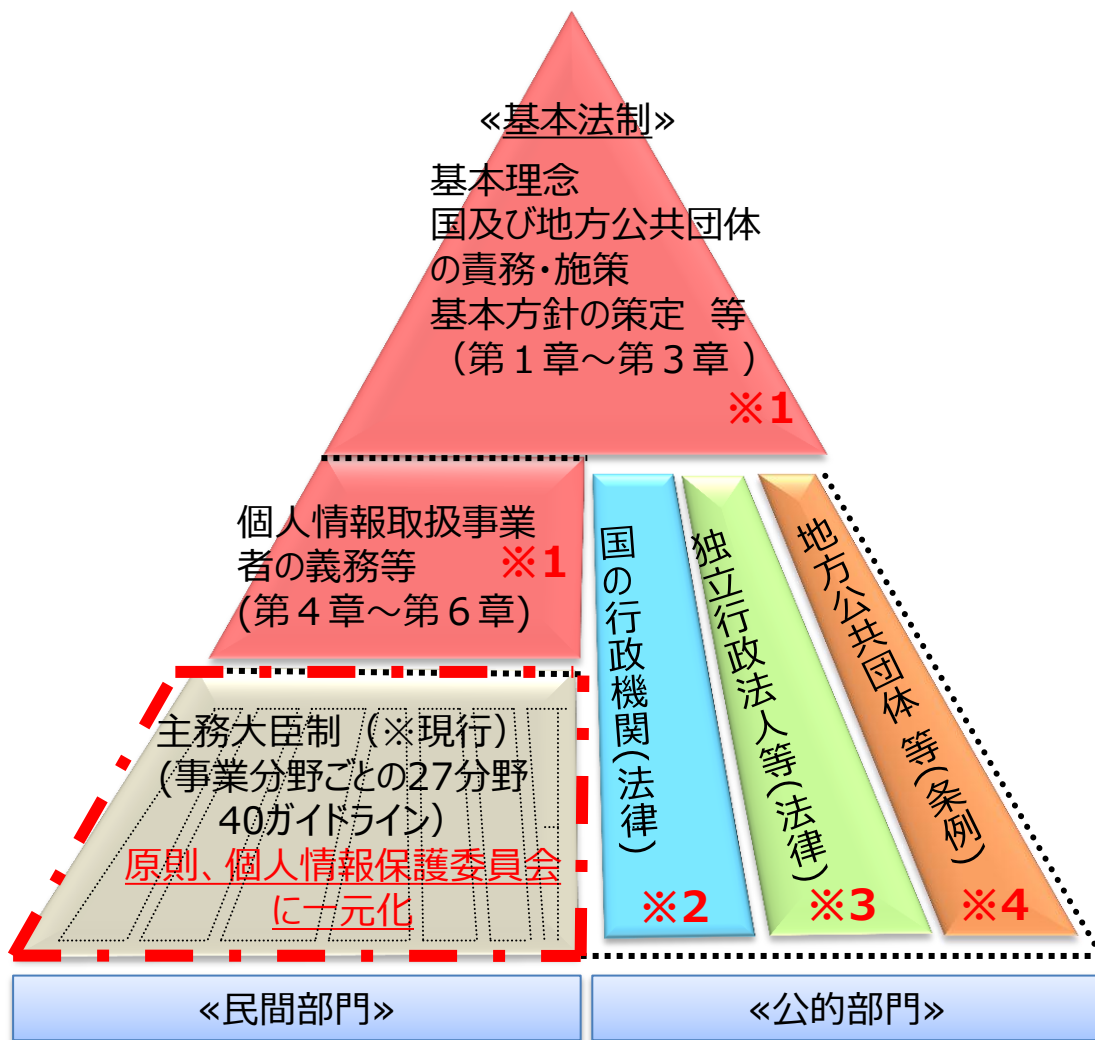 «基本法制»
基本理念
国及び地方公共団体
の責務・施策
基本方針の策定 等
（第１章～第３章 ）
※1
個人情報取扱事業
者の義務等
※1
(第４章～第６章)
主務大臣制（※現行）
(事業分野ごとの27分野
40ガイドライン)
原則、個人情報保護委員会
に一元化
…
国の行政機関(法律)
※2
独立行政法人等(法律)
※3
地方公共団体 等(条例)
※4
«民間部門»
«公的部門»